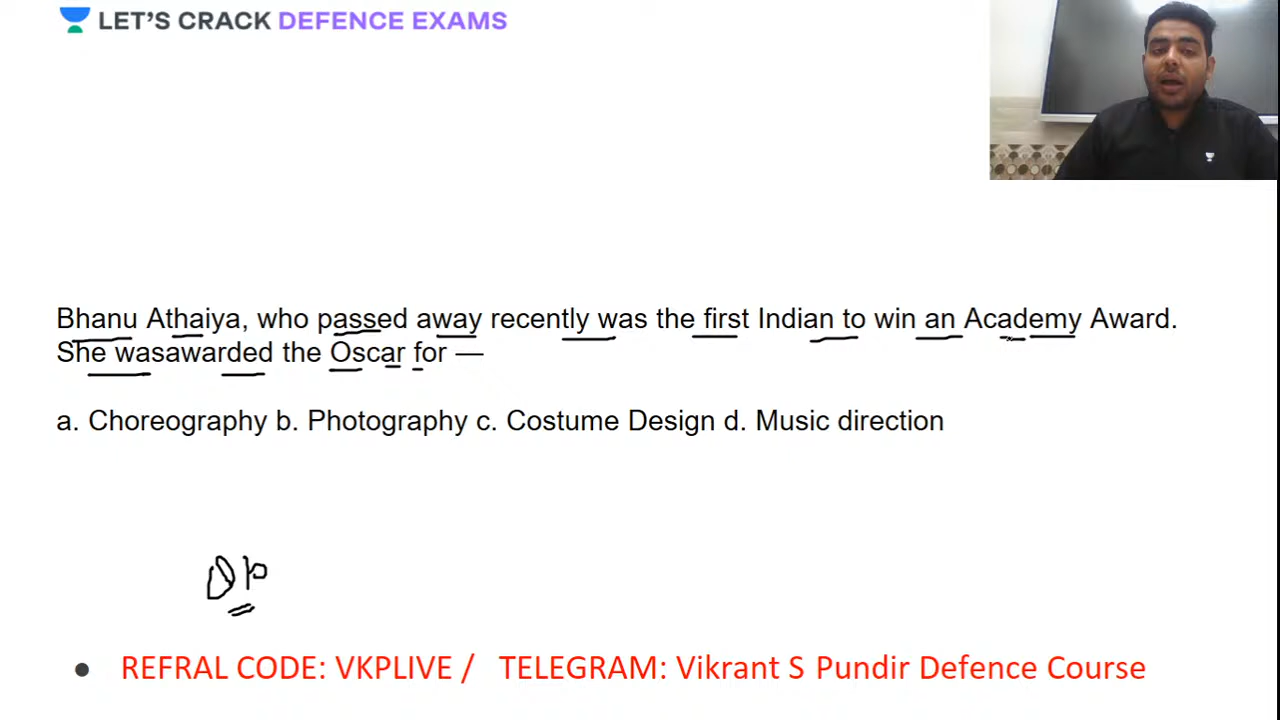 LET'S CRACK DEFENCE EXAMS
Bhanu Athaiya, who passed away recently was the first Indian to win an Academy Award.
She wasawarded the Oscar for —
a. Choreography b. Photography c. Costume Design d. Music direction
● REFRAL CODE: VKPLIVE / TELEGRAM: Vikrant S Pundir Defence Course